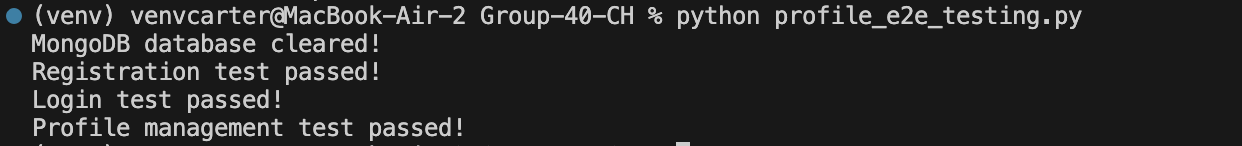 (venv) venvcarter@MacBook-Air-2 Group-40-CH % python profile_e2e_testing.py
MongoDB database cleared!
Registration test passed!
Login test passed!
Profile management test passed!